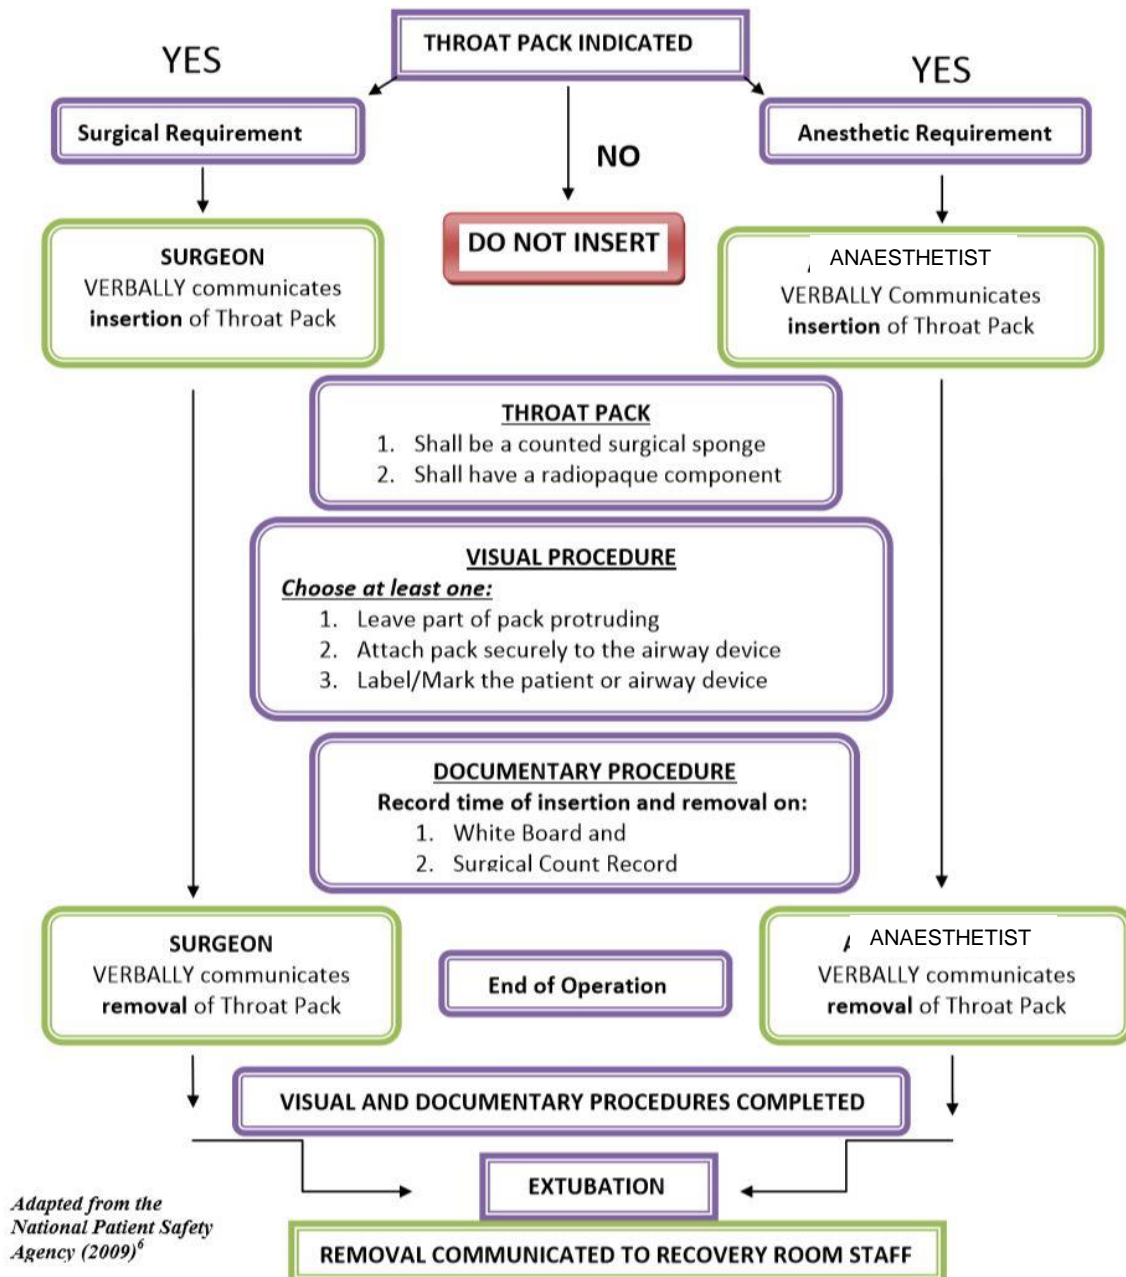 THROAT PACK INDICATED
YES
YES
Surgical Requirement
Anesthetic Requirement
NO
DO NOT INSERT
SURGEON
VERBALLY communicates
insertion of Throat Pack
ANAESTHETIST
VERBALLY Communicates
insertion of Throat Pack
THROAT PACK
1. Shall be a counted surgical sponge
2. Shall have a radiopaque component
VISUAL PROCEDURE
Choose at least one:
1. Leave part of pack protruding
2. Attach pack securely to the airway device
3. Label/Mark the patient or airway device
DOCUMENTARY PROCEDURE
Record time of insertion and removal on:
1. White Board and
2. Surgical Count Record
SURGEON
VERBALLY communicates
removal of Throat Pack
End of Operation
ANAESTHETIST
VERBALLY communicates
removal of Throat Pack
VISUAL AND DOCUMENTARY PROCEDURES COMPLETED
EXTUBATION
REMOVAL COMMUNICATED TO RECOVERY ROOM STAFF
Adapted from the
National Patient Safety
Agency (2009)⁶